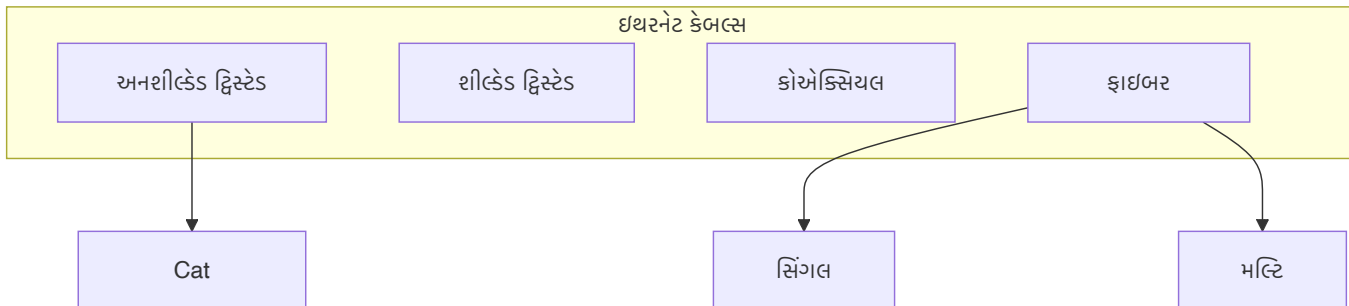 ઇથરનેટ કેબલ્સ
અનશીલ્ડેડ ટ્વિસ્ટેડ
શીલ્ડેડ ટ્વિસ્ટેડ
કોએક્સિયલ
ફાઇબર
Cat
સિંગલ
મલ્ટિ